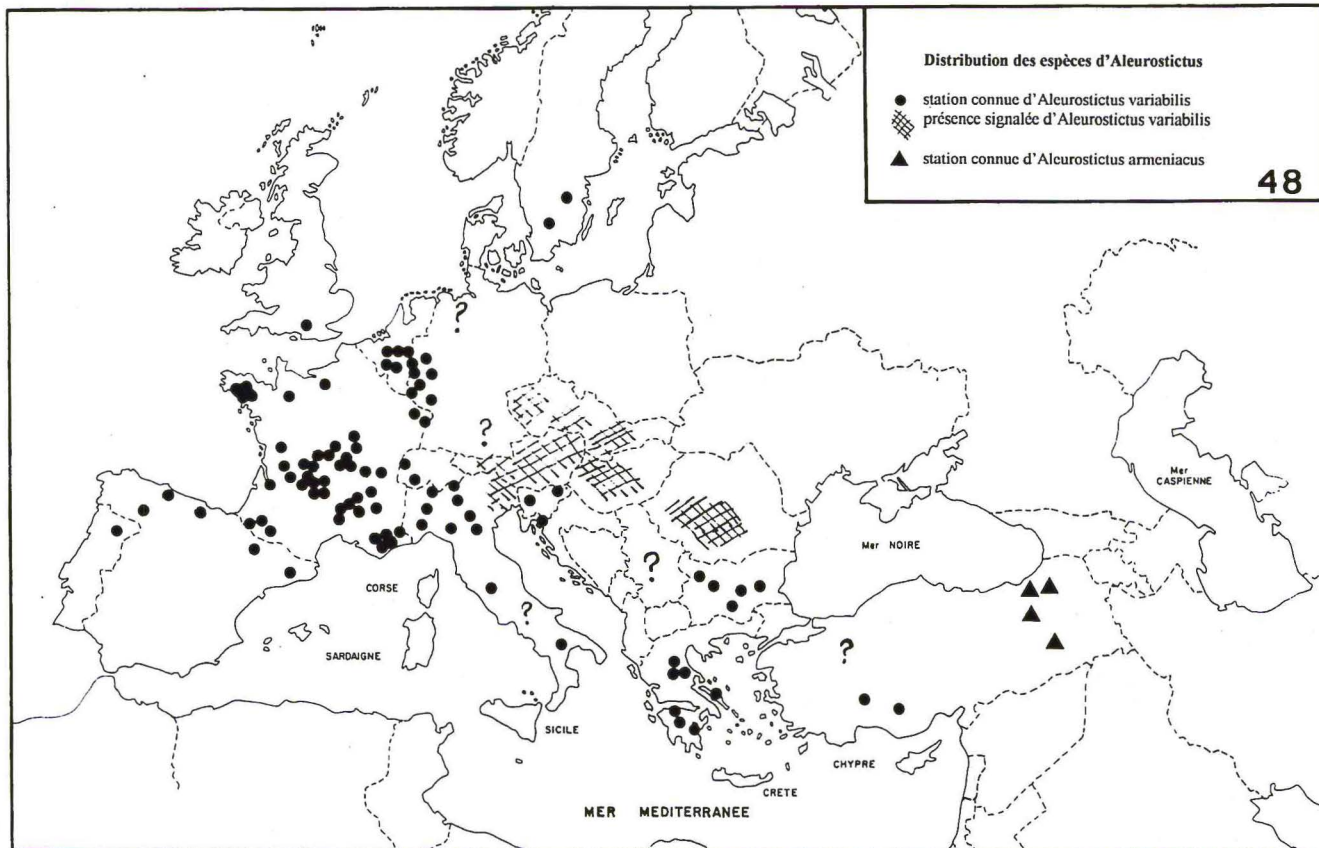 Distribution des espèces d'Aleurostictus
station connue d'Aleurostictus variabilis
présence signalée d'Aleurostictus variabilis
station connue d'Aleurostictus armeniacus
48
?
?
Mer
CASPIENNE
Mer NOIRE
?
CORSE
?
SARDAIGNE
?
SICILE
CHYPRE
CRETE
MER MEDITERRANEE